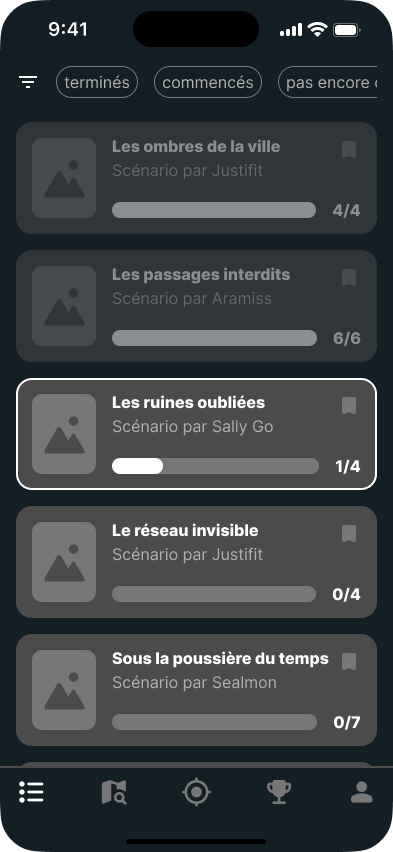 9:41
terminés
commencés
pas encore
Les ombres de la ville
Scénario par Justifit
4/4
Les passages interdits
Scénario par Aramiss
6/6
Les ruines oubliées
Scénario par Sally Go
1/4
Le réseau invisible
Scénario par Justifit
0/4
Sous la poussière du temps
Scénario par Sealmon
0/7